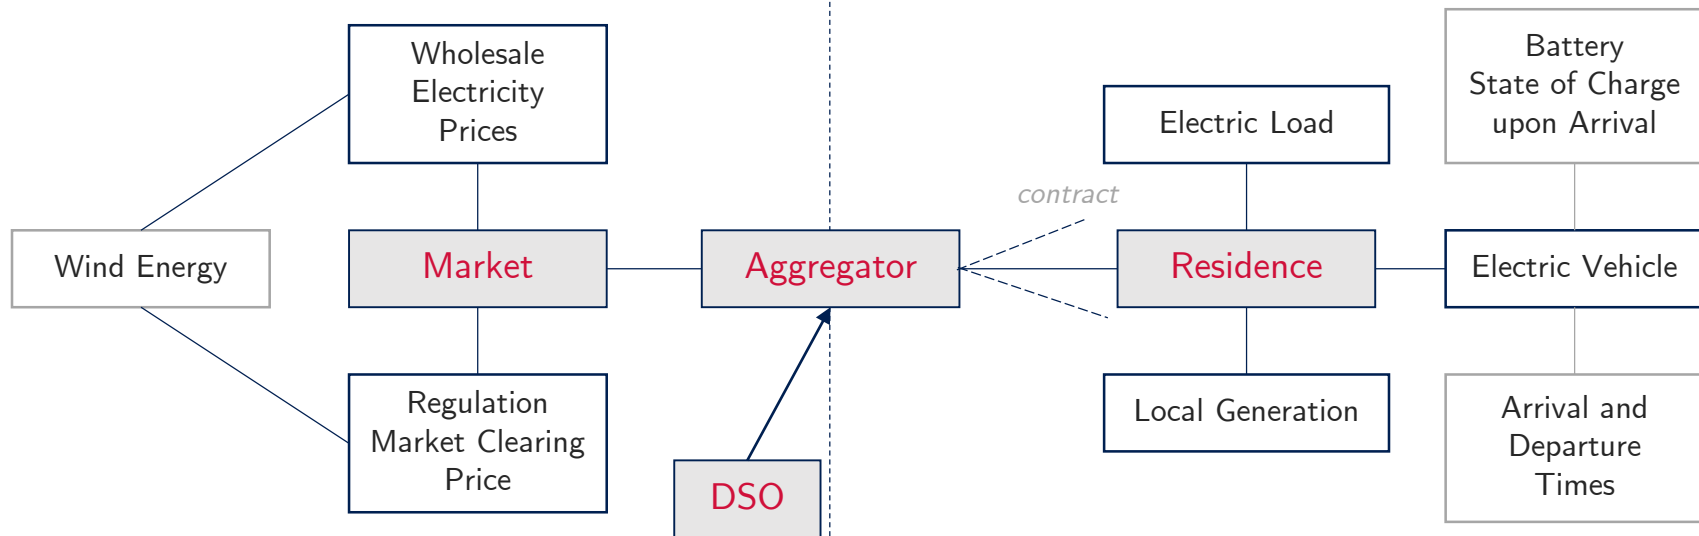 Wholesale
Electricity
Prices
Battery
State of Charge
upon Arrival
Electric Load
contract
Wind Energy
Market
Aggregator
Residence
Electric Vehicle
Regulation
Market Clearing
Price
Local Generation
Arrival and
Departure
Times
DSO